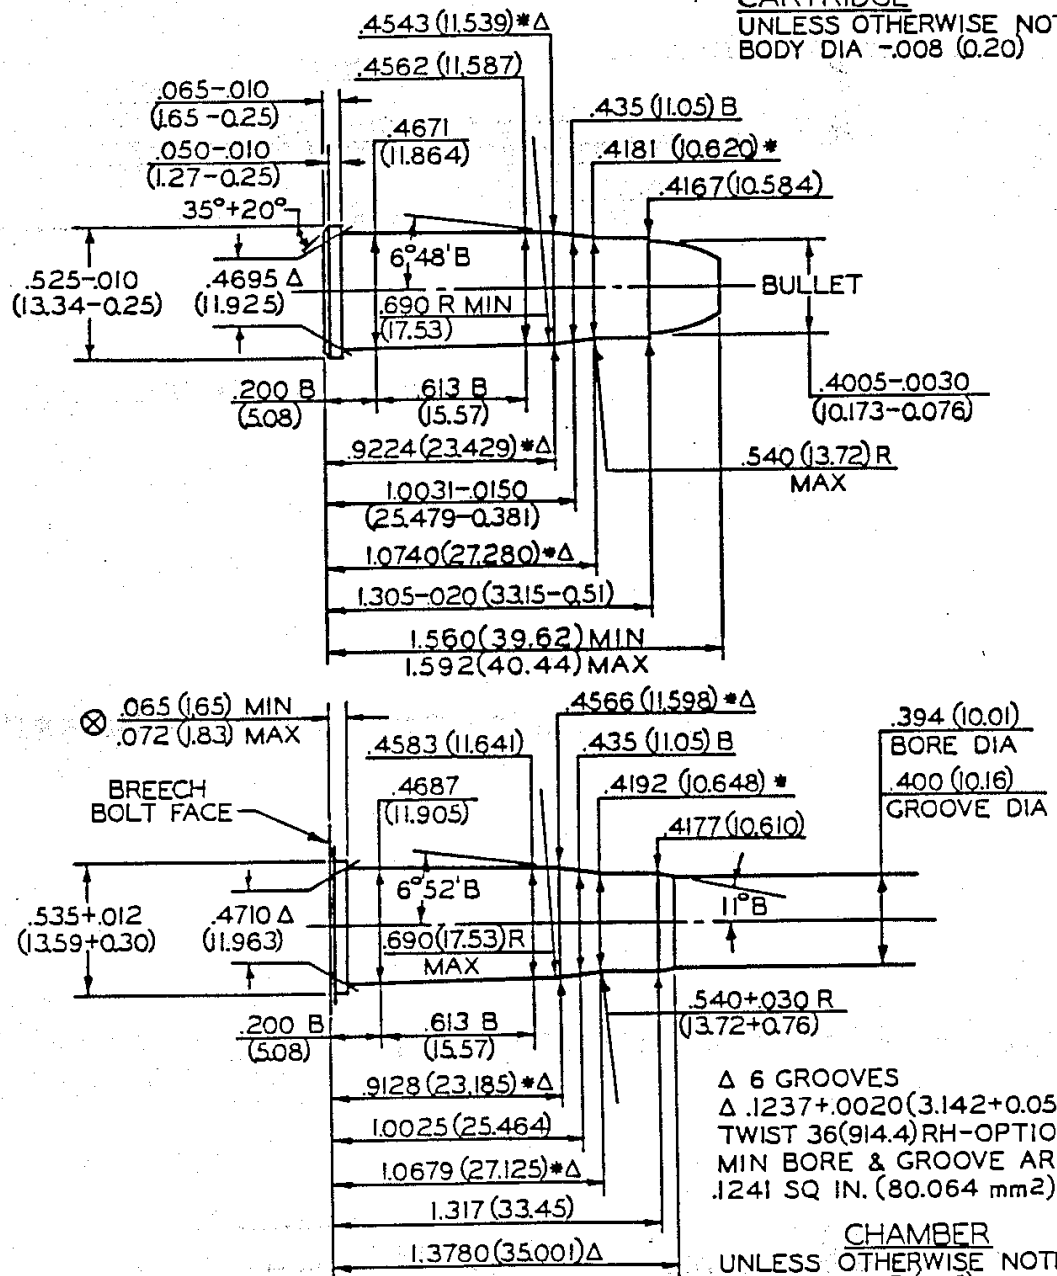 CARTRIDGE
UNLESS OTHERWISE NOT
BODY DIA -.008 (0.20)
.4543 (11.539)*Δ
.4562 (11.587)
.065-.010
(1.65-0.25)
.4671
(11.864)
.435 (11.05) B
.4181 (10.620)*
.050-.010
(1.27-0.25)
.4167 (10.584)
35°+20°
6°48'B
.525-.010
(13.34-0.25)
.4695 Δ
(11.925)
.690 R MIN
(17.53)
BULLET
.200 B
(5.08)
.613 B
(15.57)
.4005-.0030
(10.173-0.076)
.9224 (23.429)*Δ
.540 (13.72) R
MAX
1.0031-.0150
(25.479-0.381)
1.0740 (27.280)*Δ
1.305-.020 (33.15-0.51)
1.560 (39.62) MIN
1.592 (40.44) MAX
⊗ .065 (1.65) MIN
.072 (1.83) MAX
.4566 (11.598)*Δ
.394 (10.01)
BORE DIA
.4583 (11.641)
.435 (11.05) B
BREECH
BOLT FACE
.4687
(11.905)
.4192 (10.648)*
.400 (10.16)
GROOVE DIA
.4177 (10.610)
6°52'B
11°B
.535+.012
(13.59+0.30)
.4710 Δ
(11.963)
.690 (17.53) R
MAX
.540+.030 R
(13.72+0.76)
.200 B
(5.08)
.613 B
(15.57)
.9128 (23.185)*Δ
Δ 6 GROOVES
Δ .1237+.0020 (3.142+0.05
1.0025 (25.464)
TWIST 36 (914.4) RH-OPTIO
1.0679 (27.125)*Δ
MIN BORE & GROOVE AR
.1241 SQ IN. (80.064 mm2)
1.317 (33.45)
1.3780 (35.001) Δ
CHAMBER
UNLESS OTHERWISE NOT